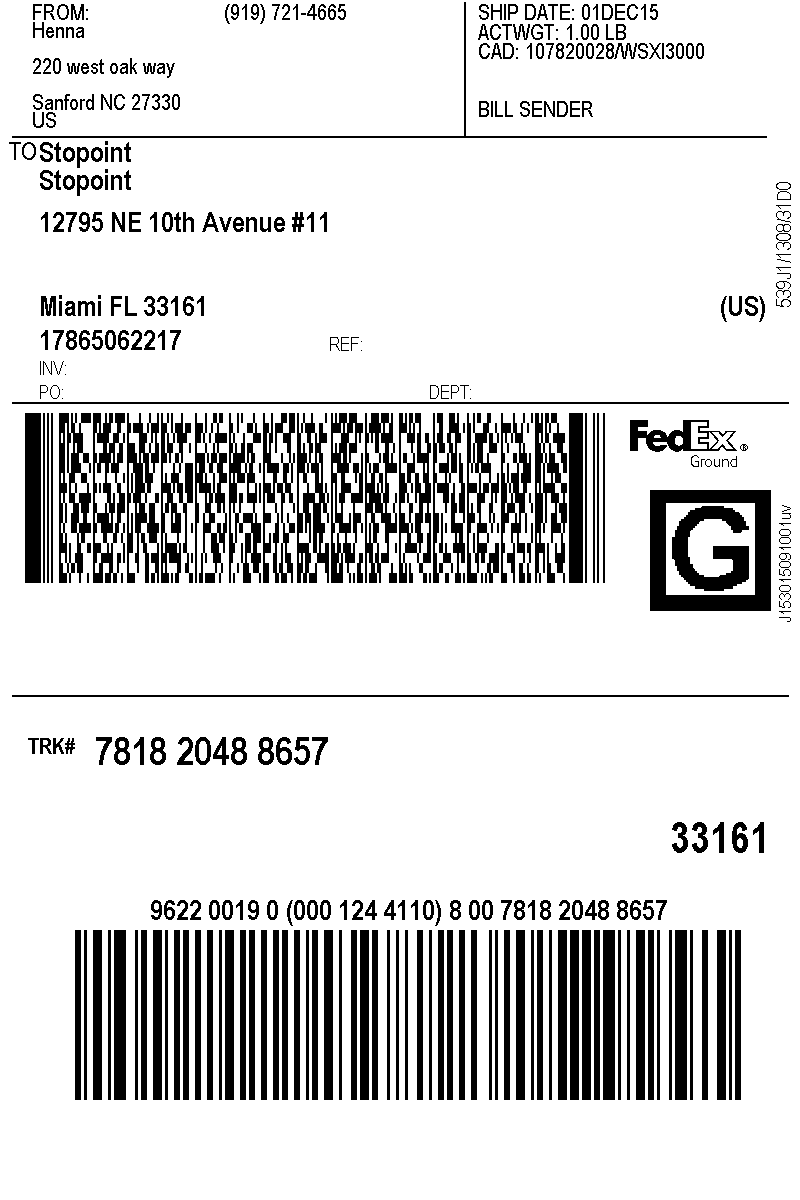 FROM: (919) 721-4665
Henna
220 west oak way
Sanford NC 27330
US
SHIP DATE: 01DEC15
ACTWGT: 1.00 LB
CAD: 107820028/WSXI3000
BILL SENDER
TO Stopoint
Stopoint
12795 NE 10th Avenue #11
Miami FL 33161 (US)
17865062217 REF:
INV:
PO: DEPT:
539J1/1308/31D0
FedEx®
Ground
G
J153015091001uv
TRK# 7818 2048 8657
33161
9622 0019 0 (000 124 4110) 8 00 7818 2048 8657